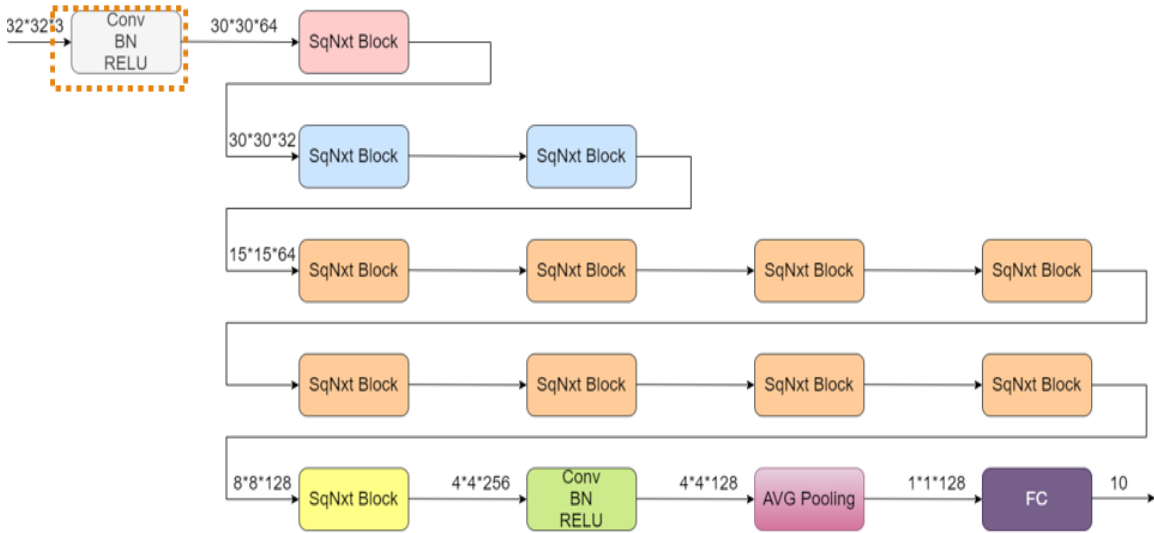 32*32*3
Conv
BN
RELU
30*30*64
SqNxt Block
30*30*32
SqNxt Block
SqNxt Block
15*15*64
SqNxt Block
SqNxt Block
SqNxt Block
SqNxt Block
SqNxt Block
SqNxt Block
SqNxt Block
SqNxt Block
8*8*128
SqNxt Block
4*4*256
Conv
BN
RELU
4*4*128
AVG Pooling
1*1*128
FC
10